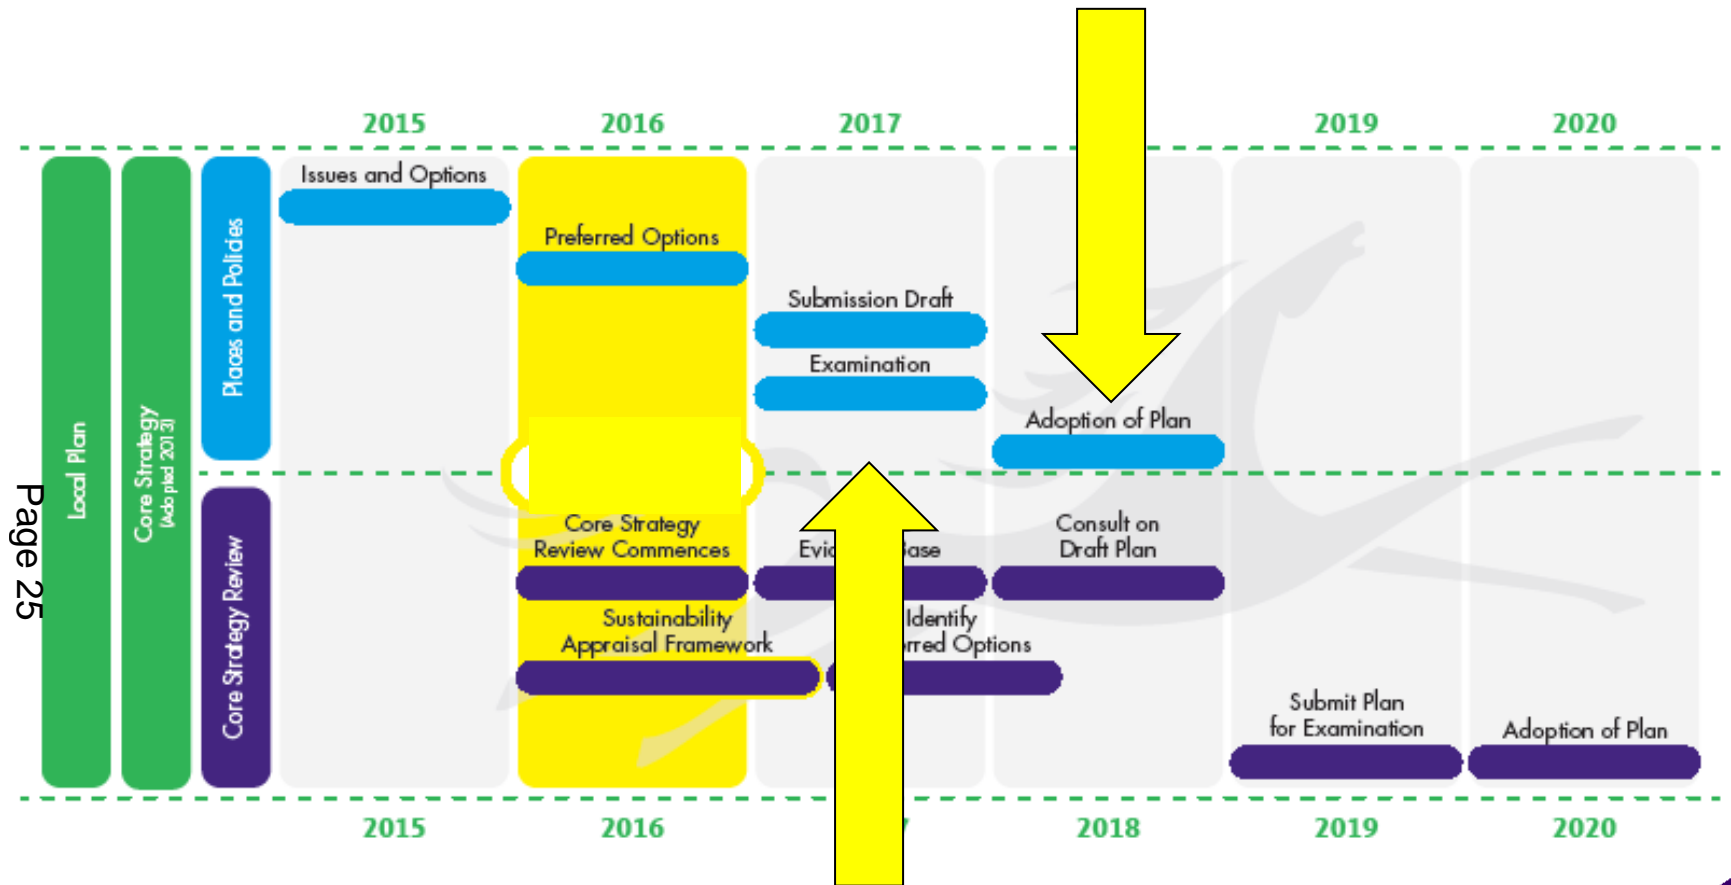 2015
2016
2017
2019
2020
Local Plan
Core Strategy
(Adopted 2013)
Places and Policies
Issues and Options
Preferred Options
Submission Draft
Examination
Adoption of Plan
Page 25
Core Strategy Review
Core Strategy
Review Commences
Base
Consult on
Draft Plan
Sustainability
Appraisal Framework
Identify
Options
Submit Plan
for Examination
Adoption of Plan
2015
2016
2018
2019
2020